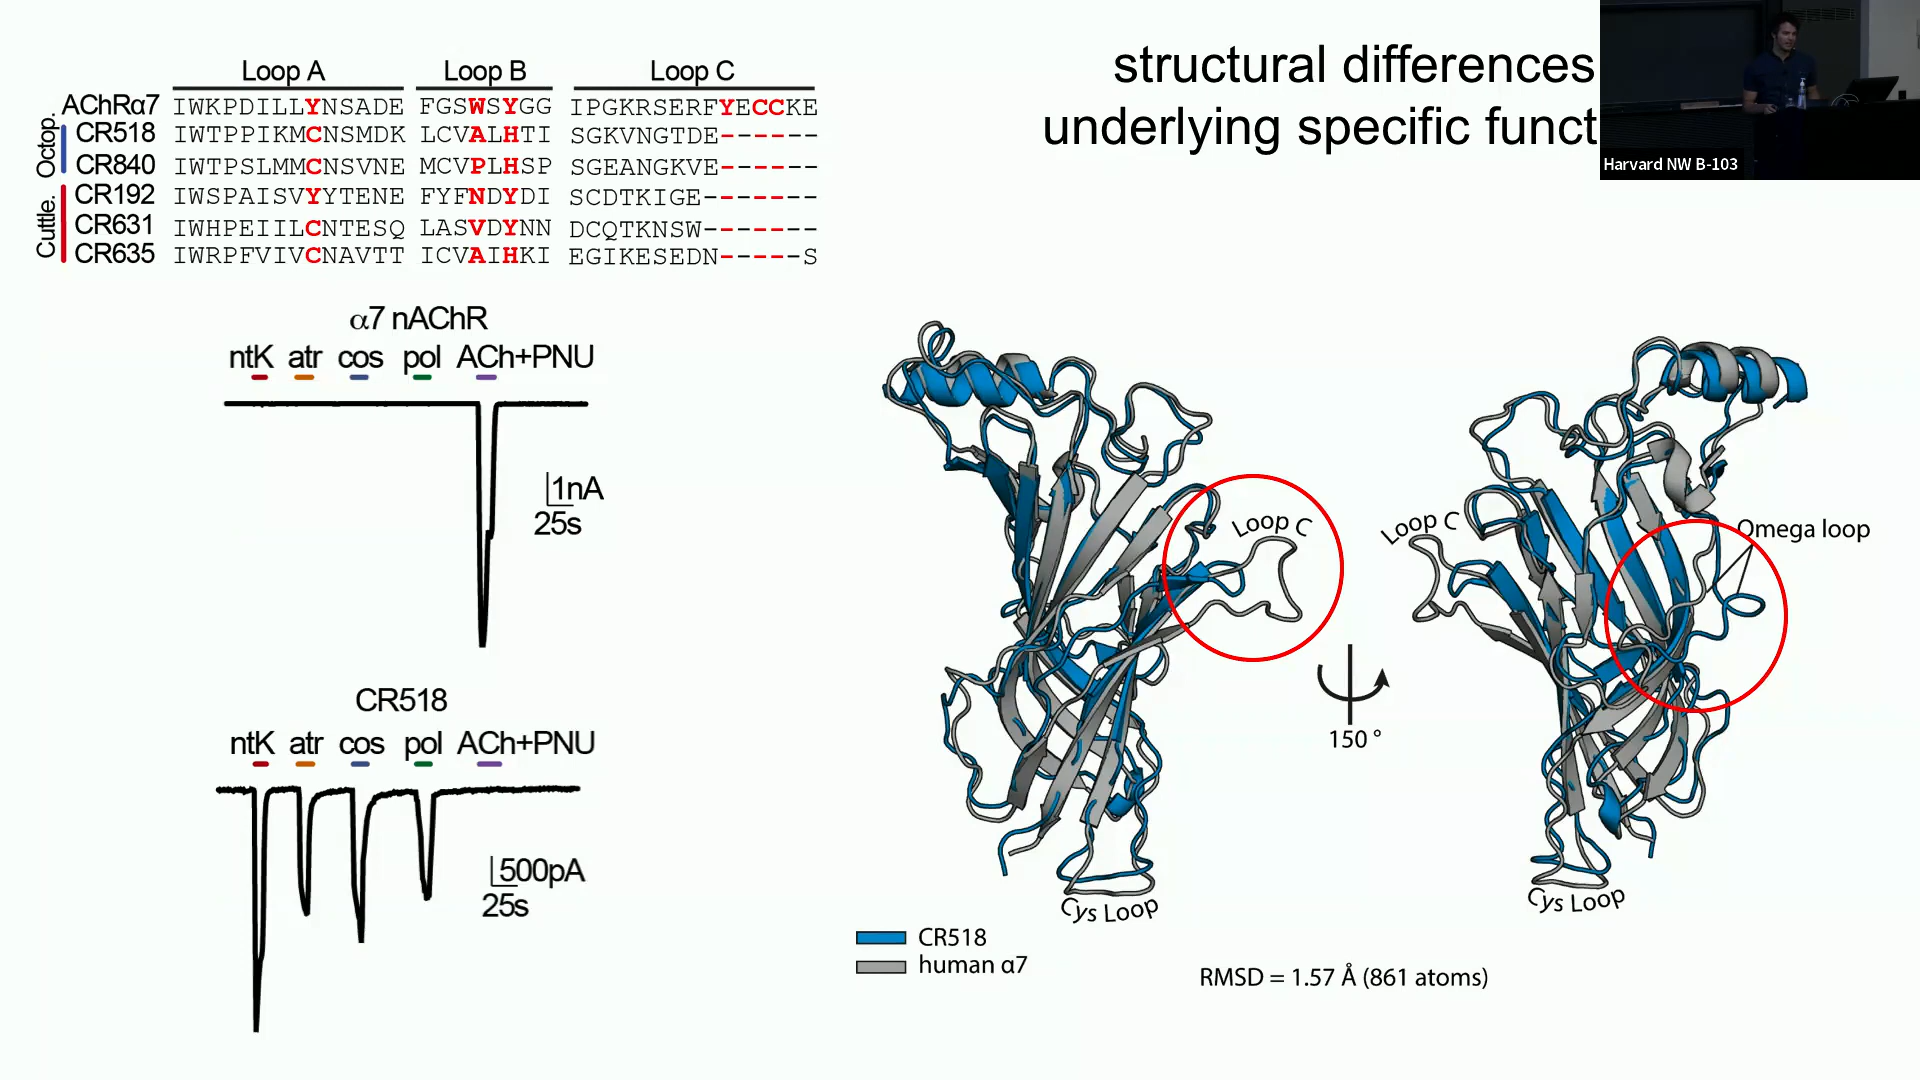 structural differences
underlying specific funct
Harvard NW B-103
Loop A Loop B Loop C
AChRα7 IWKPDILLYNSADE FGSWSYGG IPGKRSERFYECCKE
Octop.
CR518 IWTPPIKMCNSMDK LCVALHTI SGKVNGTDE------
CR840 IWTPSLMMCNSVNE MCVPLHSP SGEANGKVE------
Cuttle.
CR192 IWSPAISVYYTENE FYFNDYDI SCDTKIGE-------
CR631 IWHPEIILCNTESQ LASVDYNN DCQTKNSW-------
CR635 IWRPFVIVCNAVTT ICVAIHKI EGIKESEDN-----S
α7 nAChR
ntK atr cos pol ACh+PNU
1nA
25s
CR518
ntK atr cos pol ACh+PNU
500pA
25s
Loop C
Cys Loop
150 °
Loop C
Omega loop
Cys Loop
CR518
human α7
RMSD = 1.57 Å (861 atoms)